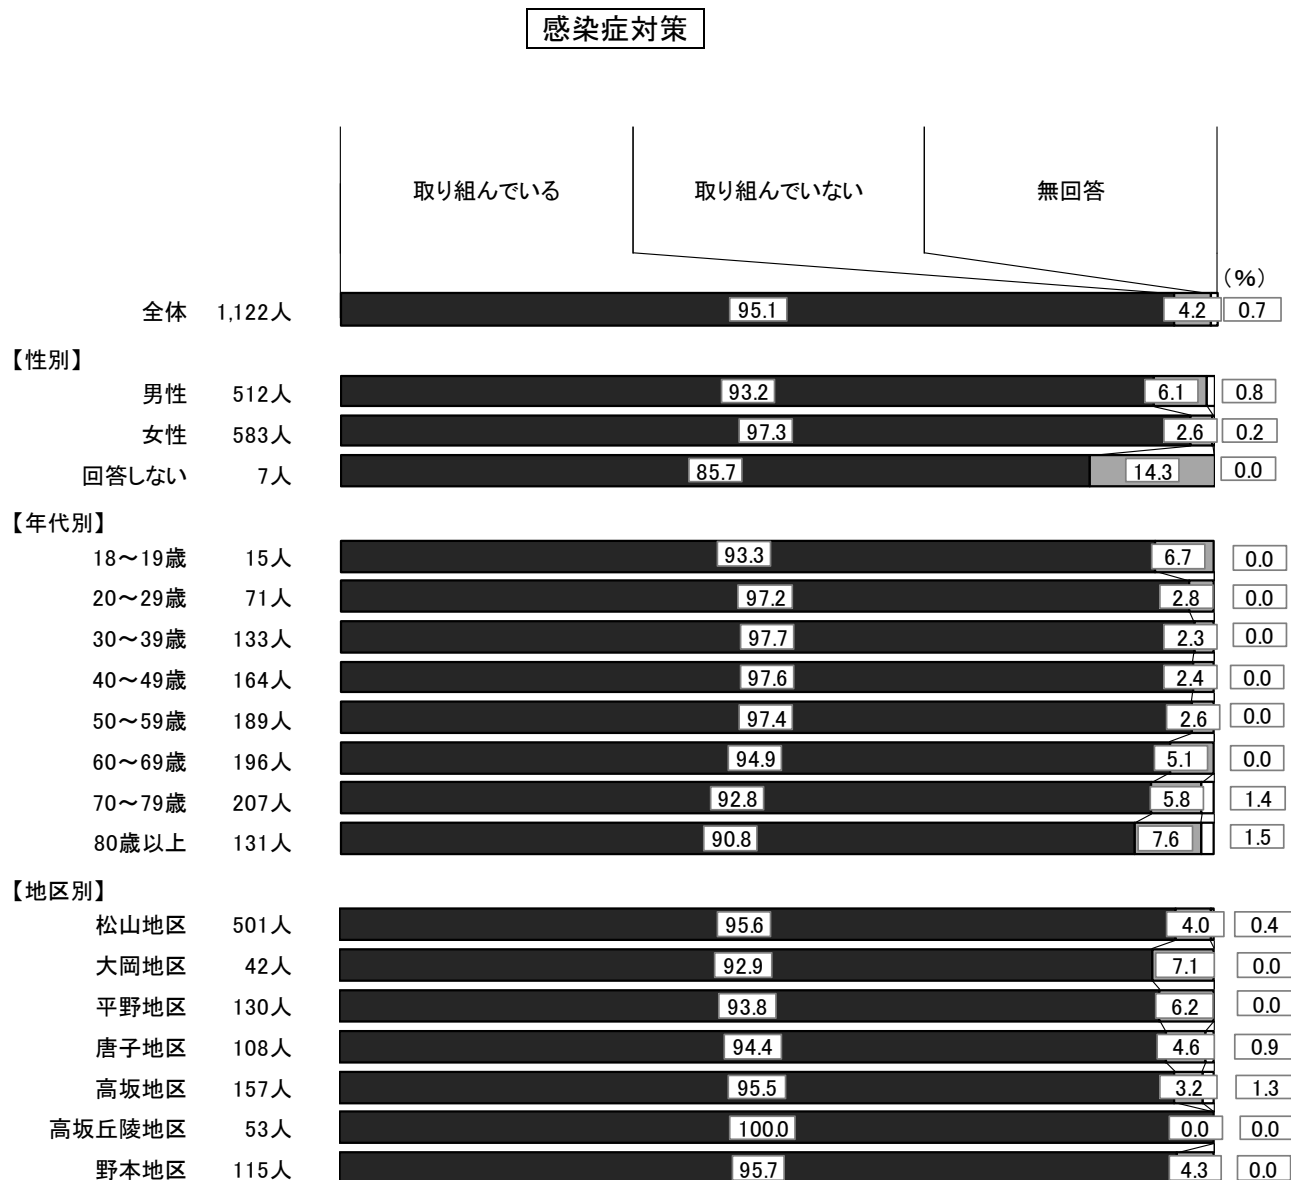 感染症対策
取り組んでいる 取り組んでいない 無回答
(%)
全体 1,122人 95.1 4.2 0.7
【性別】
男性 512人 93.2 6.1 0.8
女性 583人 97.3 2.6 0.2
回答しない 7人 85.7 14.3 0.0
【年代別】
18～19歳 15人 93.3 6.7 0.0
20～29歳 71人 97.2 2.8 0.0
30～39歳 133人 97.7 2.3 0.0
40～49歳 164人 97.6 2.4 0.0
50～59歳 189人 97.4 2.6 0.0
60～69歳 196人 94.9 5.1 0.0
70～79歳 207人 92.8 5.8 1.4
80歳以上 131人 90.8 7.6 1.5
【地区別】
松山地区 501人 95.6 4.0 0.4
大岡地区 42人 92.9 7.1 0.0
平野地区 130人 93.8 6.2 0.0
唐子地区 108人 94.4 4.6 0.9
高坂地区 157人 95.5 3.2 1.3
高坂丘陵地区 53人 100.0 0.0 0.0
野本地区 115人 95.7 4.3 0.0